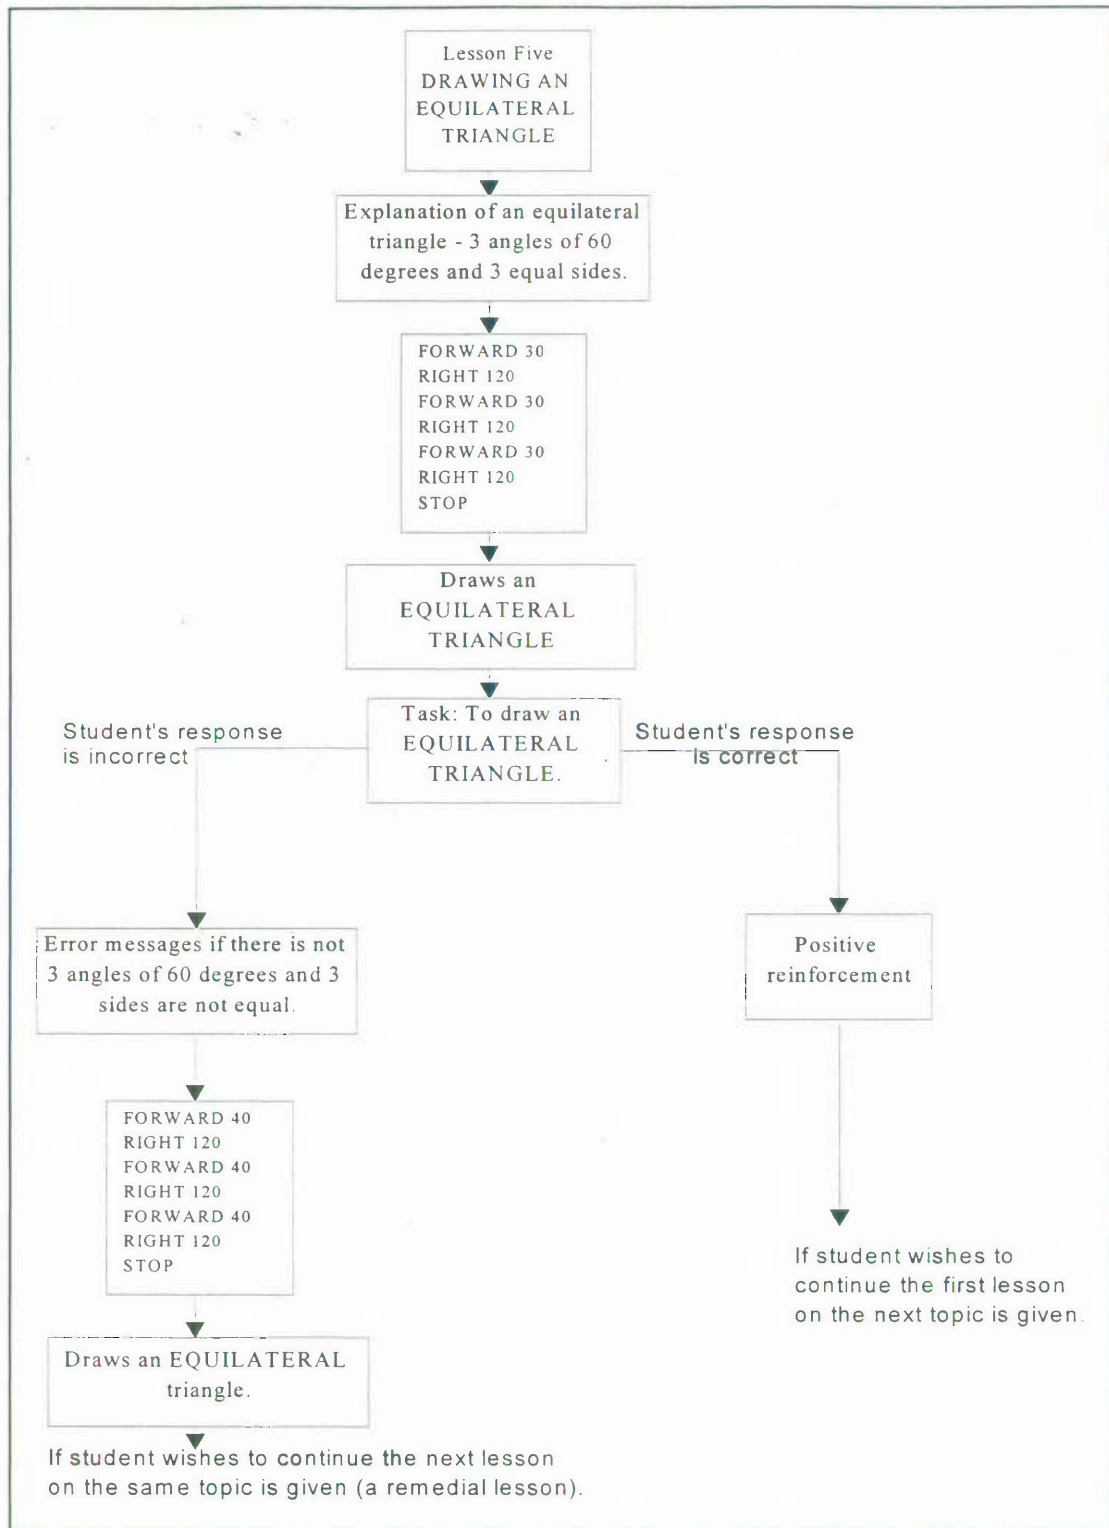 Lesson Five
DRAWING AN
EQUILATERAL
TRIANGLE
Explanation of an equilateral
triangle - 3 angles of 60
degrees and 3 equal sides.
FORWARD 30
RIGHT 120
FORWARD 30
RIGHT 120
FORWARD 30
RIGHT 120
STOP
Draws an
EQUILATERAL
TRIANGLE
Task: To draw an
EQUILATERAL
TRIANGLE.
Student's response
is incorrect
Student's response
is correct
Error messages if there is not
3 angles of 60 degrees and 3
sides are not equal.
FORWARD 40
RIGHT 120
FORWARD 40
RIGHT 120
FORWARD 40
RIGHT 120
STOP
Draws an EQUILATERAL
triangle.
If student wishes to continue the next lesson
on the same topic is given (a remedial lesson).
Positive
reinforcement
If student wishes to
continue the first lesson
on the next topic is given.